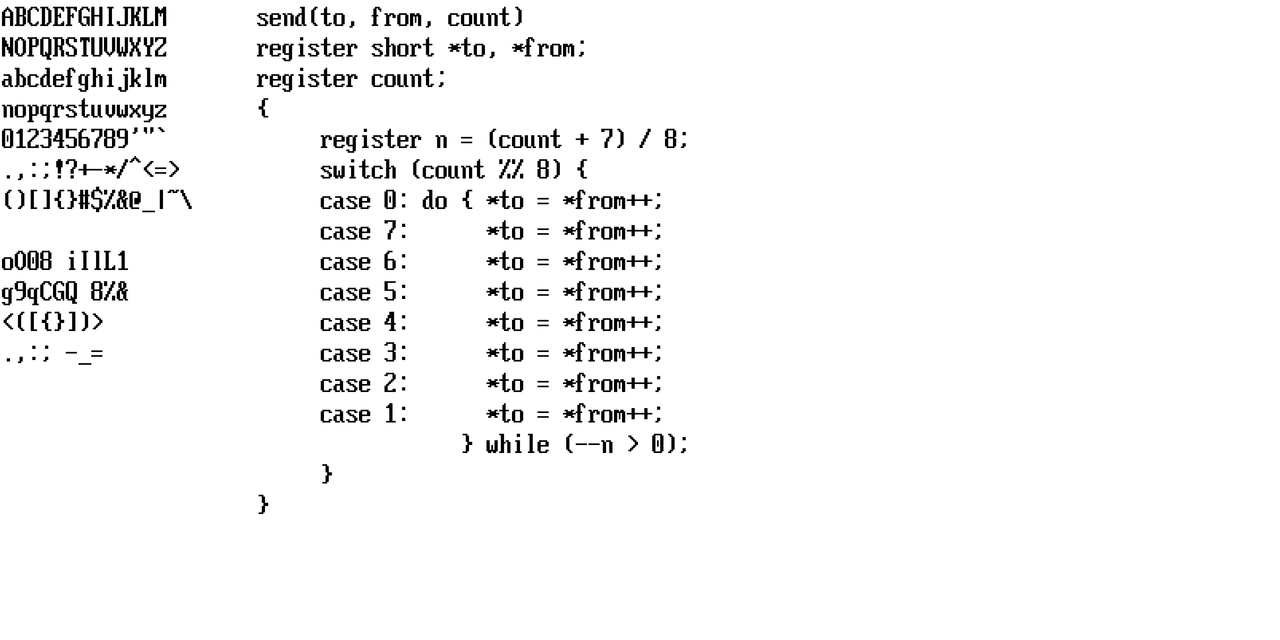 ABCDEFGHIJKLM       send(to, from, count)
NOPQRSTUVWXYZ       register short *to, *from;
abcdefghijklm       register count;
nopqrstuvwxyz       {
0123456789'"`            register n = (count + 7) / 8;
.,:;!?+-*/^<=>           switch (count %% 8) {
()[]{}#$%&@_|~\          case 0: do { *to = *from++;
                         case 7:      *to = *from++;
oO08 iIlL1               case 6:      *to = *from++;
g9qCGQ 8%&               case 5:      *to = *from++;
<([{}])>                 case 4:      *to = *from++;
.,:; -_=                 case 3:      *to = *from++;
                         case 2:      *to = *from++;
                         case 1:      *to = *from++;
                                    } while (--n > 0);
                         }
                    }